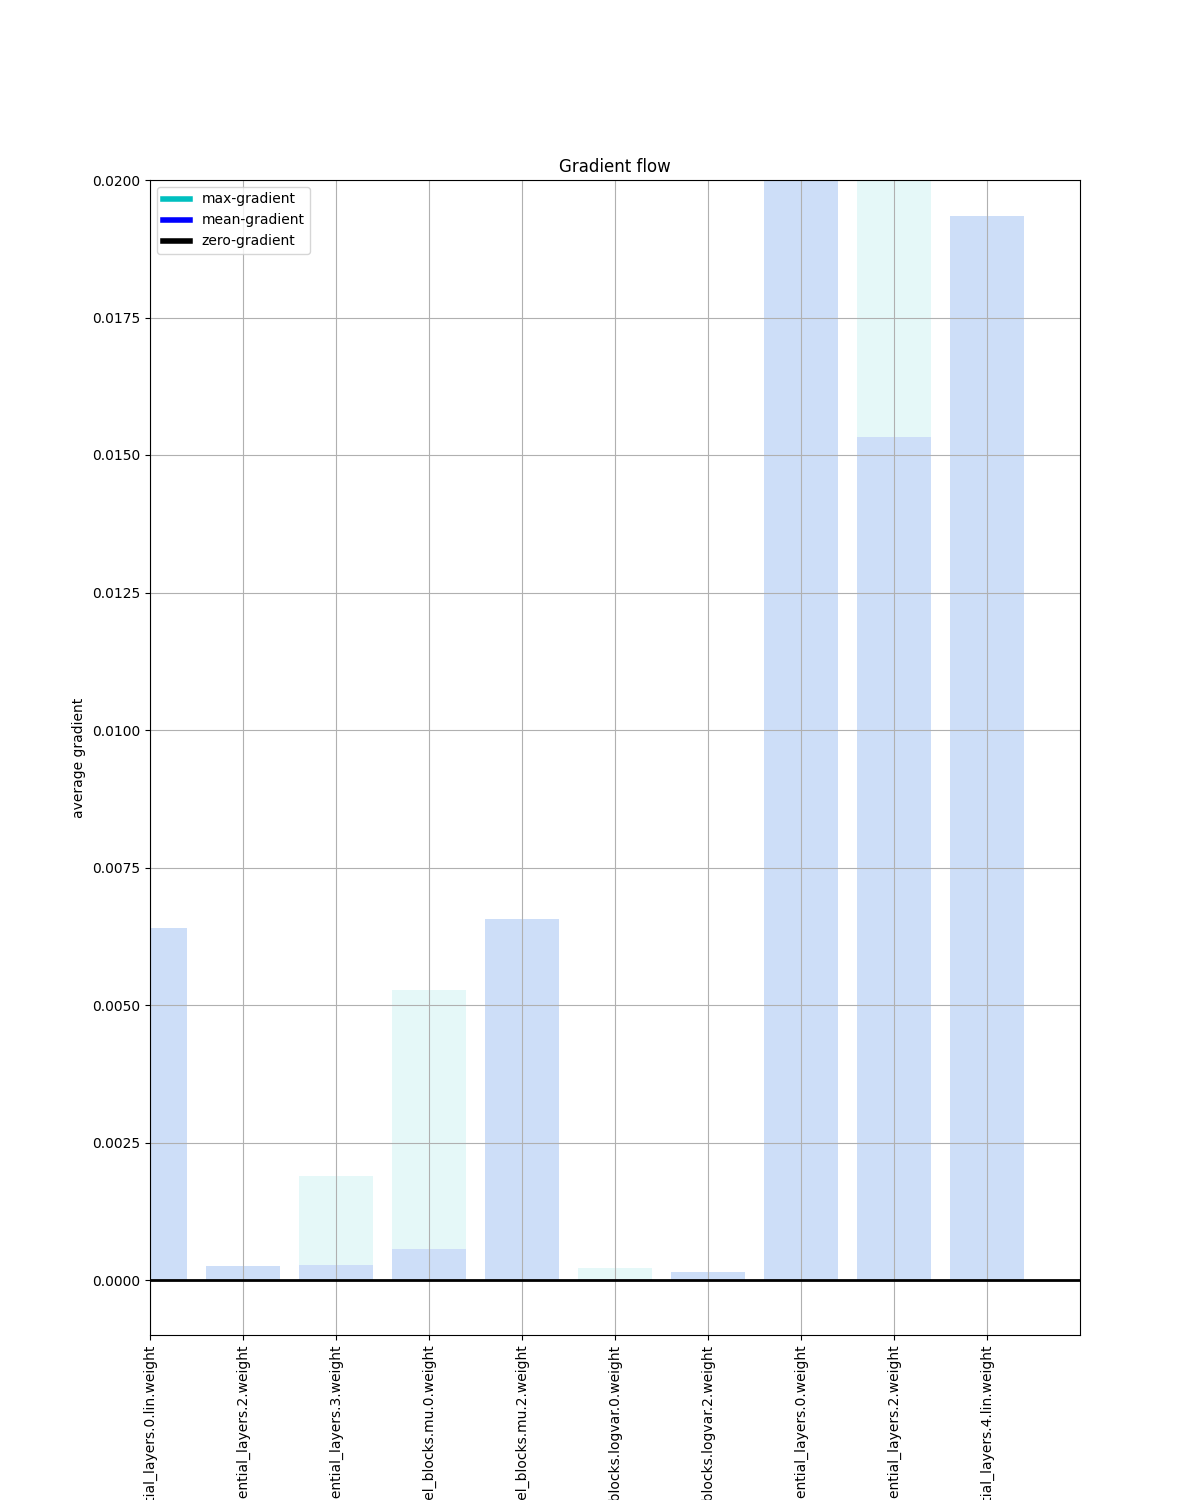 Gradient flow
max-gradient
mean-gradient
zero-gradient
0.0200
0.0175
0.0150
0.0125
0.0100
0.0075
0.0050
0.0025
0.0000
average gradient
tial_layers.0.lin.weight
ential_layers.2.weight
ential_layers.3.weight
el_blocks.mu.0.weight
el_blocks.mu.2.weight
blocks.logvar.0.weight
blocks.logvar.2.weight
ential_layers.0.weight
ential_layers.2.weight
tial_layers.4.lin.weight